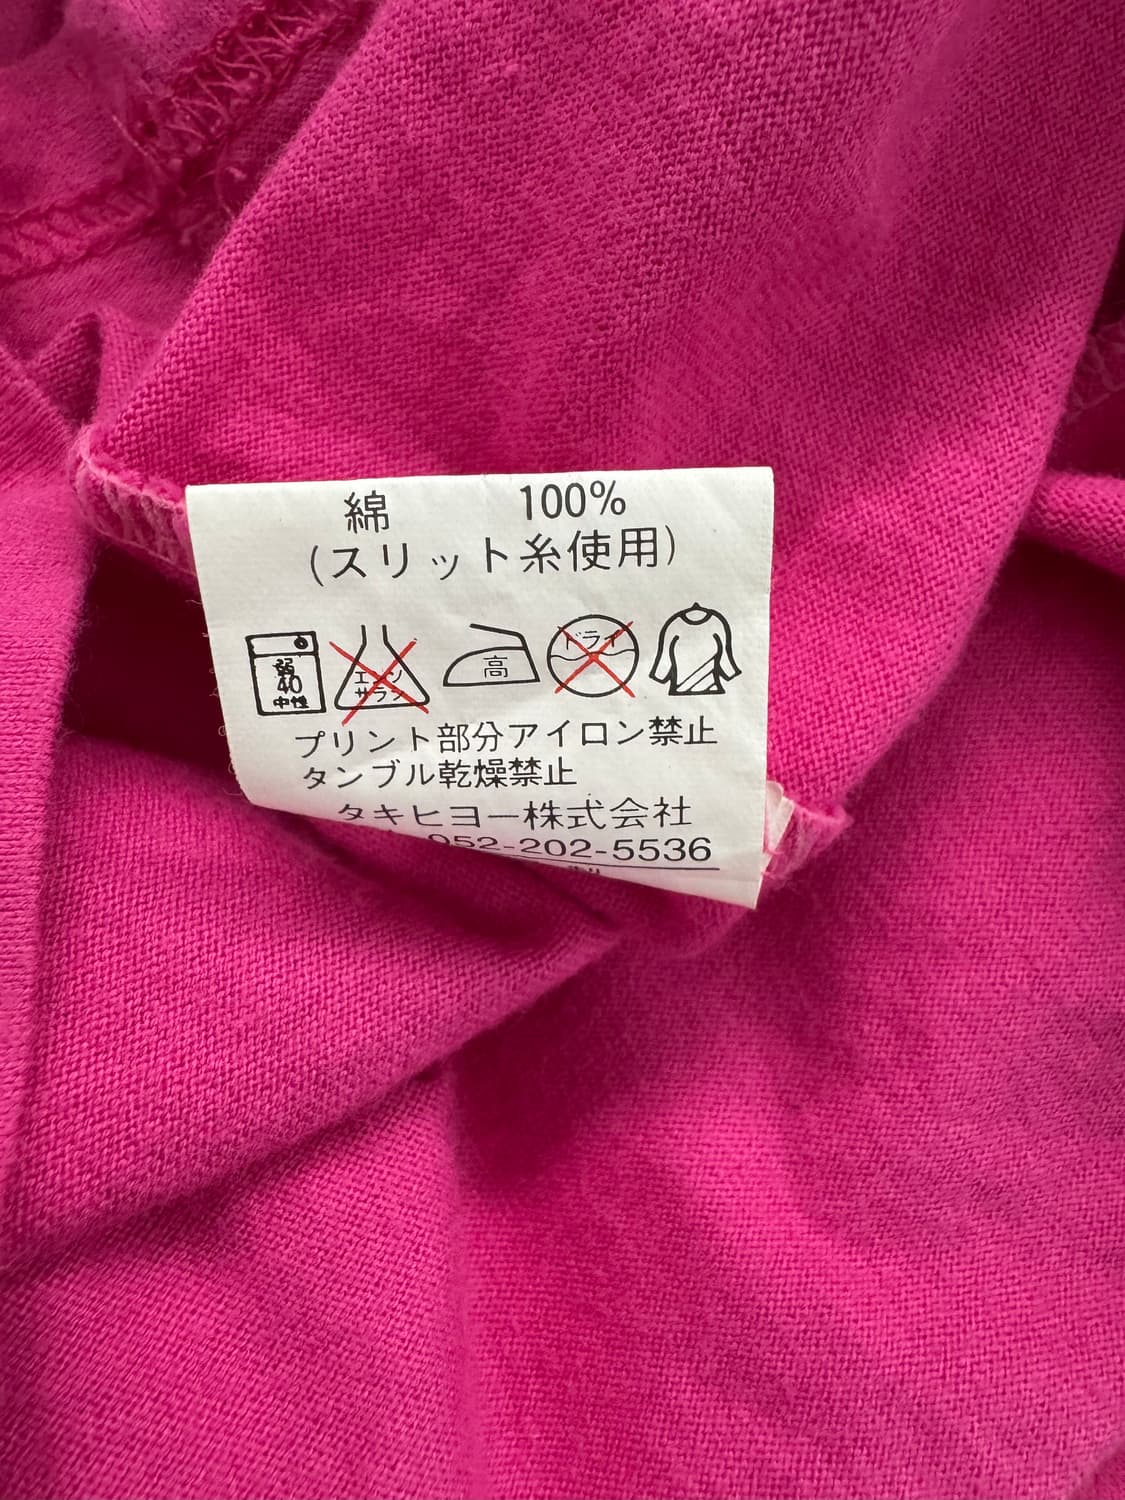 綿 100%
(スリット糸使用)
弱
40
中性
エンソ
サラシ
高
ドライ
プリント部分アイロン禁止
タンブル乾燥禁止
タキヒヨー株式会社
052-202-5536